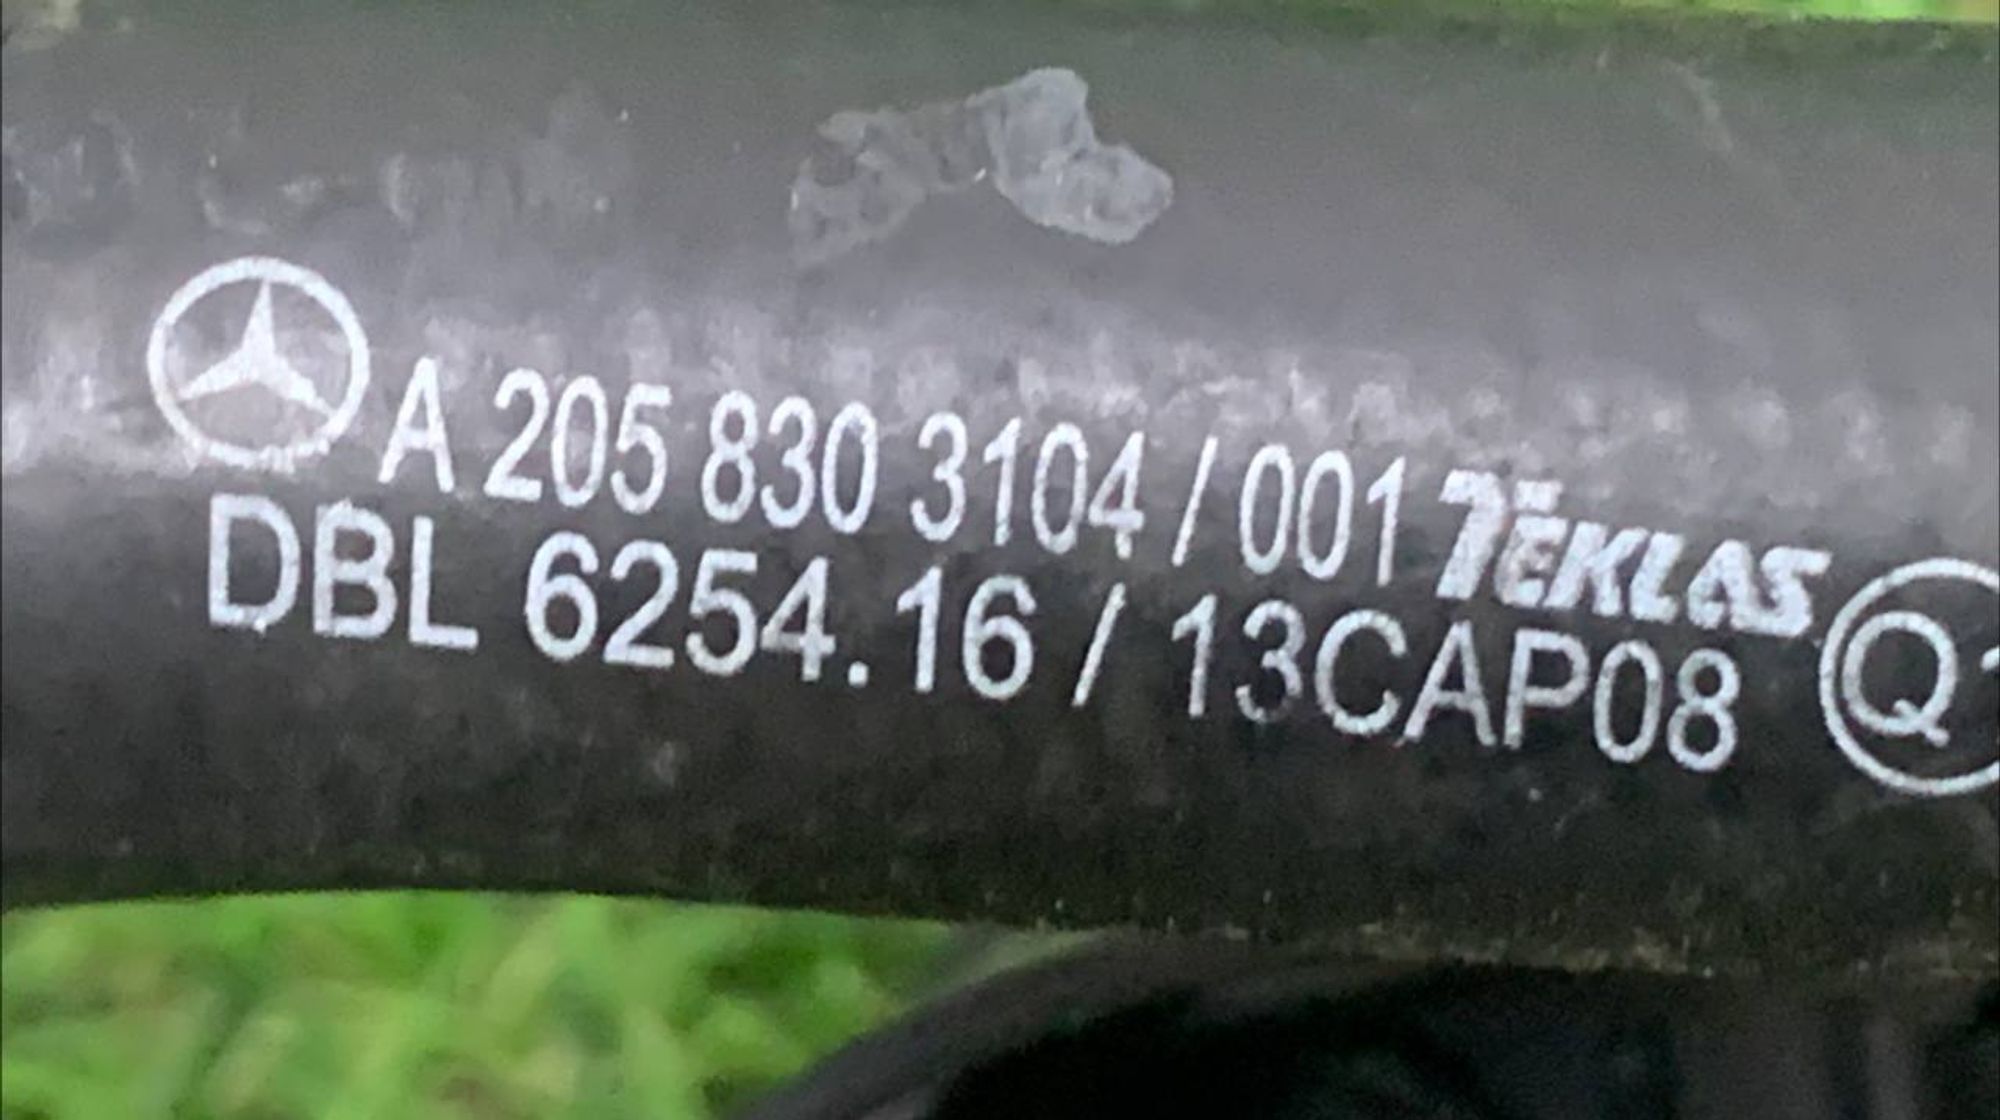 A 205 830 3104 / 001 TEKLAS
DBL 6254.16 / 13CAP08 Q